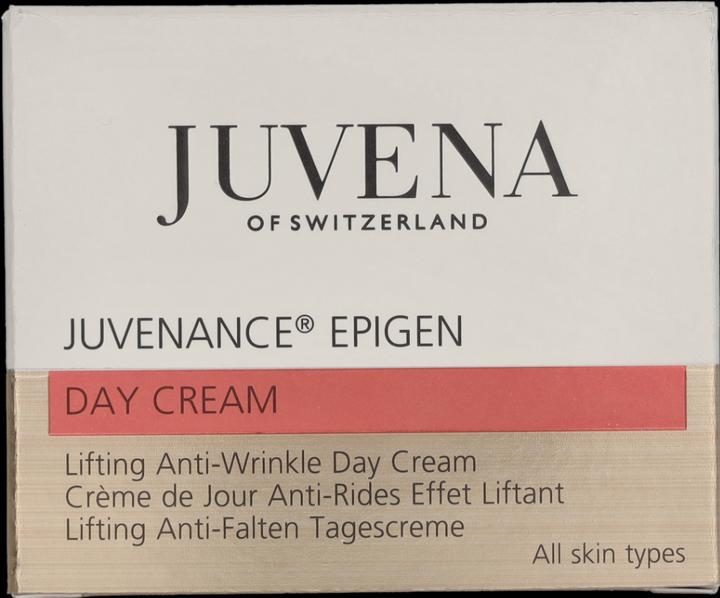 JUVENA
OF SWITZERLAND
JUVENANCE® EPIGEN
DAY CREAM
Lifting Anti-Wrinkle Day Cream
Crème de Jour Anti-Rides Effet Liftant
Lifting Anti-Falten Tagescreme
All skin types